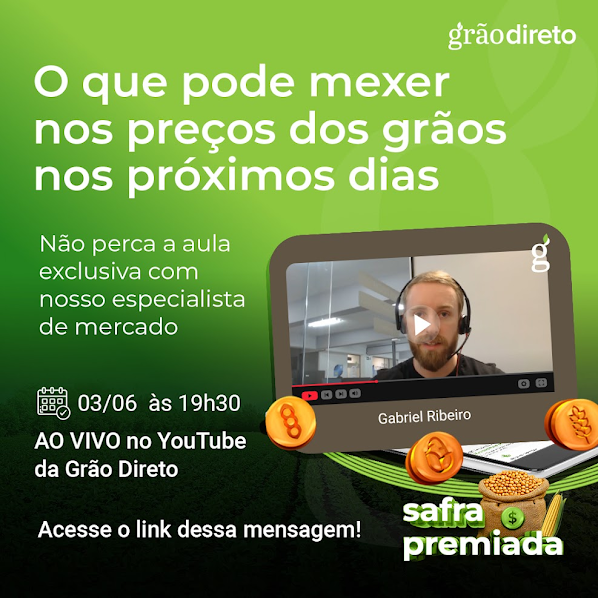 grãodireto
O que pode mexer
nos preços dos grãos
nos próximos dias
Não perca a aula
exclusiva com
nosso especialista
de mercado
g
Gabriel Ribeiro
03/06 às 19h30
AO VIVO no YouTube
da Grão Direto
Acesse o link dessa mensagem!
safra
premiada
$